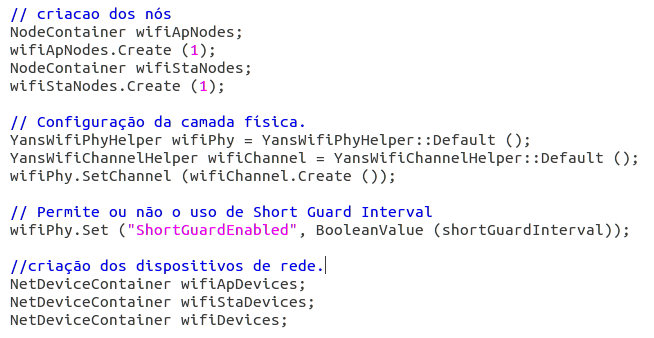 // criacao dos nós
NodeContainer wifiApNodes;
wifiApNodes.Create (1);
NodeContainer wifiStaNodes;
wifiStaNodes.Create (1);
// Configuração da camada física.
YansWifiPhyHelper wifiPhy = YansWifiPhyHelper::Default ();
YansWifiChannelHelper wifiChannel = YansWifiChannelHelper::Default ();
wifiPhy.SetChannel (wifiChannel.Create ());
// Permite ou não o uso de Short Guard Interval
wifiPhy.Set ("ShortGuardEnabled", BooleanValue (shortGuardInterval));
//criação dos dispositivos de rede.
NetDeviceContainer wifiApDevices;
NetDeviceContainer wifiStaDevices;
NetDeviceContainer wifiDevices;